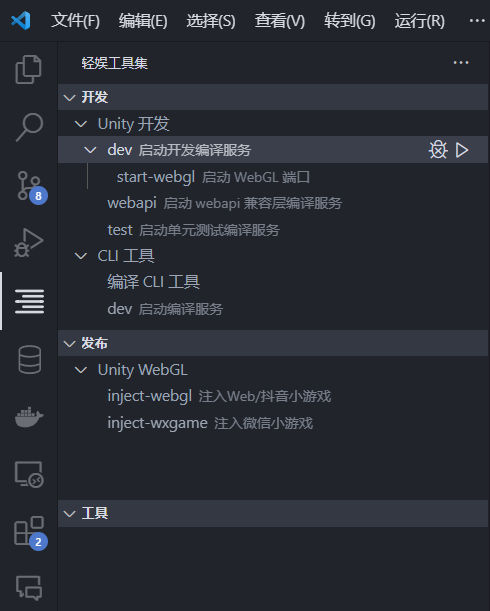 文件(F) 编辑(E) 选择(S) 查看(V) 转到(G) 运行(R) ···
轻娱工具集 ···
开发
Unity 开发
dev 启动开发编译服务
start-webgl 启动 WebGL 端口
webapi 启动 webapi 兼容层编译服务
test 启动单元测试编译服务
CLI 工具
编译 CLI 工具
dev 启动编译服务
发布
Unity WebGL
inject-webgl 注入Web/抖音小游戏
inject-wxgame 注入微信小游戏
工具
8
2